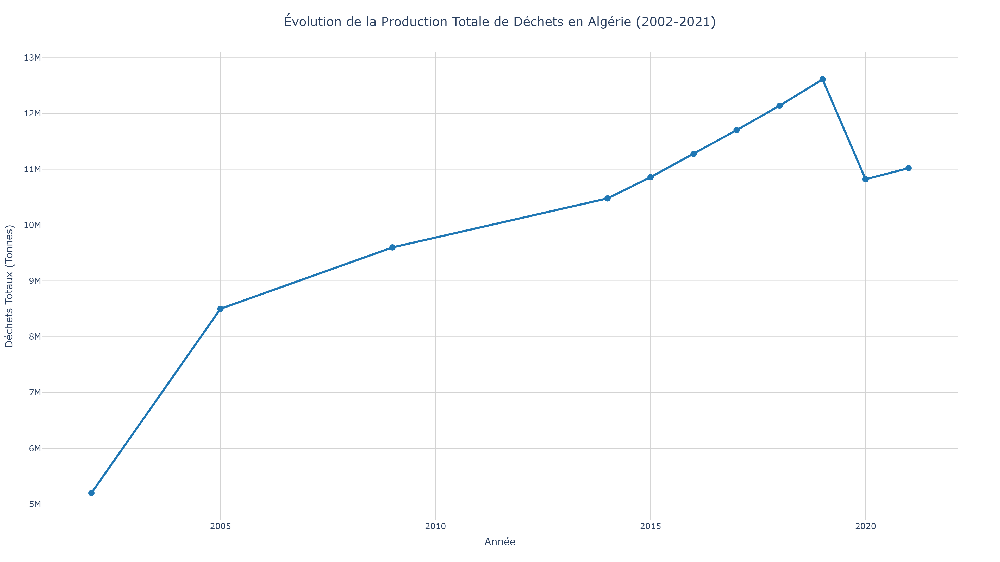 Évolution de la Production Totale de Déchets en Algérie (2002-2021)
13M
12M
11M
10M
9M
8M
7M
6M
5M
Déchets Totaux (Tonnes)
2005
2010
2015
2020
Année